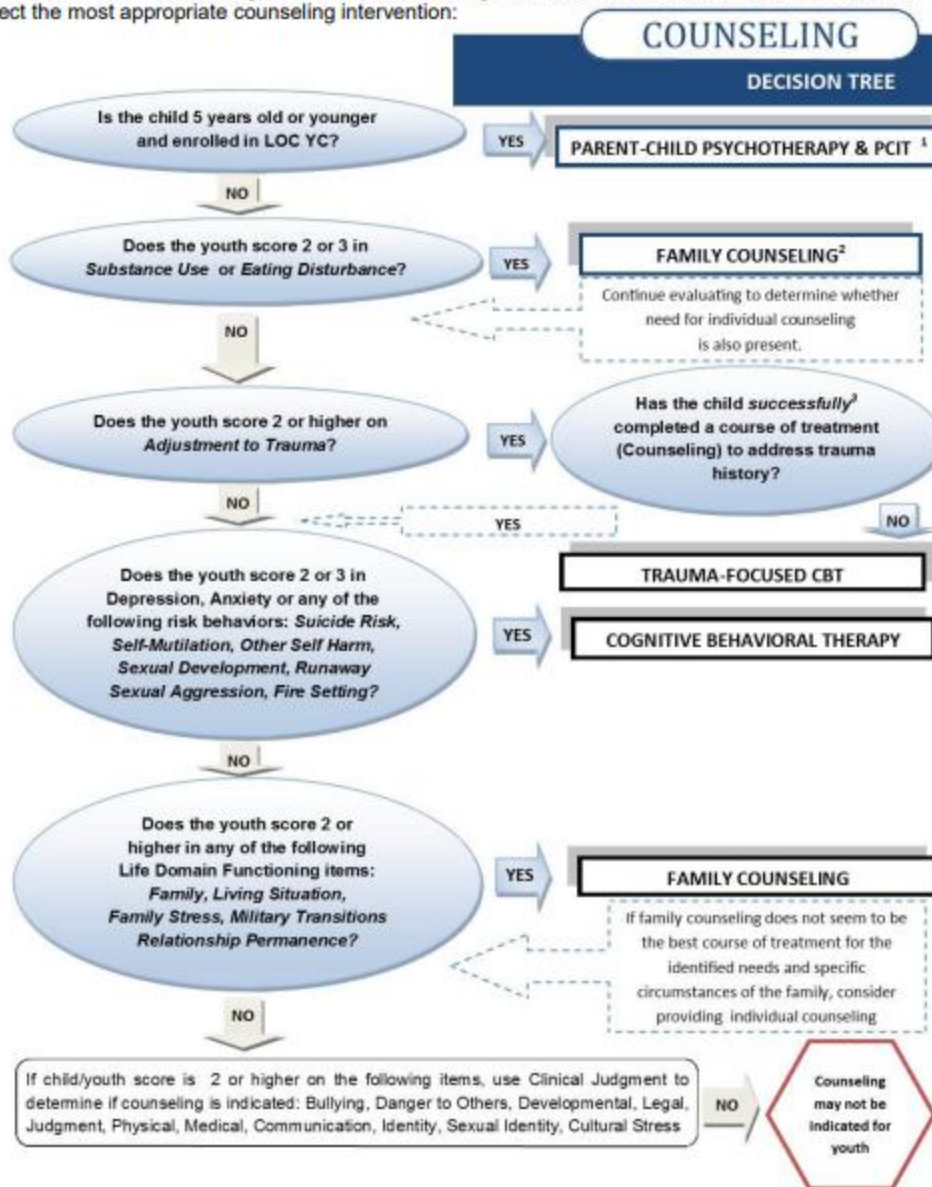 ect the most appropriate counseling intervention:
COUNSELING
DECISION TREE
Is the child 5 years old or younger
and enrolled in LOC YC?
YES
PARENT-CHILD PSYCHOTHERAPY & PCIT ¹
NO
Does the youth score 2 or 3 in
Substance Use or Eating Disturbance?
YES
FAMILY COUNSELING²
Continue evaluating to determine whether
need for individual counseling
is also present.
NO
Does the youth score 2 or higher on
Adjustment to Trauma?
YES
Has the child successfully³
completed a course of treatment
(Counseling) to address trauma
history?
NO
YES
NO
TRAUMA-FOCUSED CBT
Does the youth score 2 or 3 in
Depression, Anxiety or any of the
following risk behaviors: Suicide Risk,
Self-Mutilation, Other Self Harm,
Sexual Development, Runaway
Sexual Aggression, Fire Setting?
YES
COGNITIVE BEHAVIORAL THERAPY
NO
Does the youth score 2 or
higher in any of the following
Life Domain Functioning items:
Family, Living Situation,
Family Stress, Military Transitions
Relationship Permanence?
YES
FAMILY COUNSELING
If family counseling does not seem to be
the best course of treatment for the
identified needs and specific
circumstances of the family, consider
providing individual counseling
NO
If child/youth score is 2 or higher on the following items, use Clinical Judgment to
determine if counseling is indicated: Bullying, Danger to Others, Developmental, Legal,
Judgment, Physical, Medical, Communication, Identity, Sexual Identity, Cultural Stress
NO
Counseling
may not be
indicated for
youth